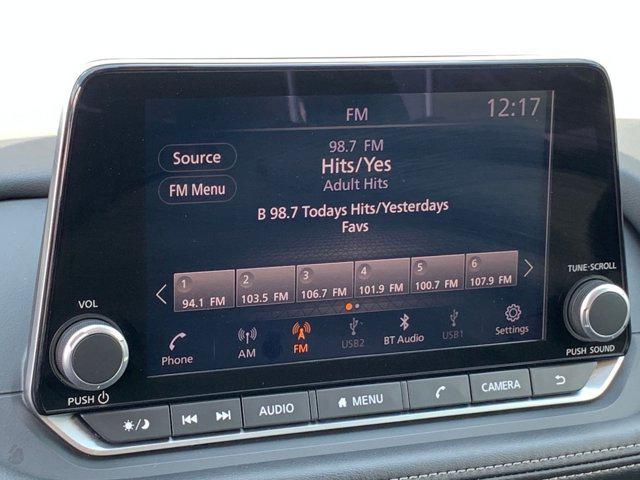 FM
12:17
98.7 FM
Source
Hits/Yes
FM Menu
Adult Hits
B 98.7 Todays Hits/Yesterdays
Favs
1 2 3 4 5 6
94.1 FM 103.5 FM 106.7 FM 101.9 FM 100.7 FM 107.9 FM
Phone AM FM USB2 BT Audio USB1 Settings
VOL
PUSH
TUNE·SCROLL
PUSH SOUND
AUDIO MENU CAMERA